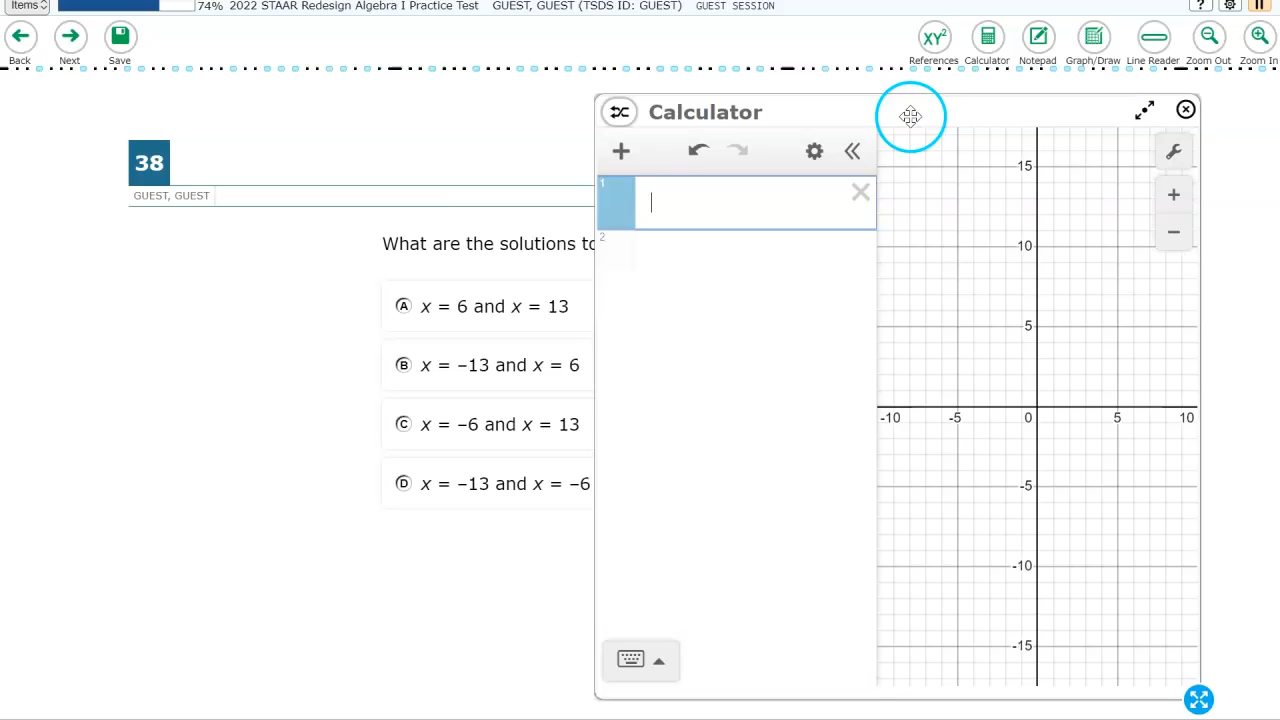 Items
74% 2022 STAAR Redesign Algebra I Practice Test GUEST, GUEST (TSDS ID: GUEST) GUEST SESSION ?
Back Next Save XY² References Calculator Notepad Graph/Draw Line Reader Zoom Out Zoom In
Calculator
38
GUEST, GUEST
What are the solutions to
A x = 6 and x = 13
B x = –13 and x = 6
C x = –6 and x = 13
D x = –13 and x = –6
1
2
15
10
5
-10 -5 0 5 10
-5
-10
-15